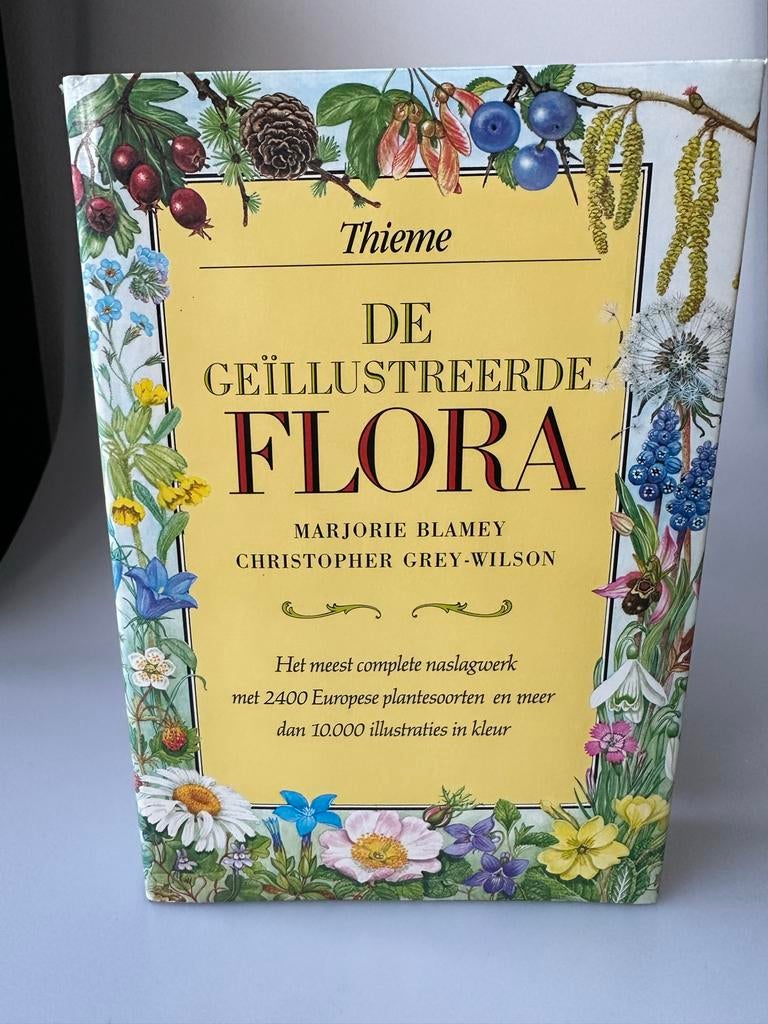 Thieme
DE
GEÏLLUSTREERDE
FLORA
MARJORIE BLAMEY
CHRISTOPHER GREY-WILSON
Het meest complete naslagwerk
met 2400 Europese plantesoorten en meer
dan 10.000 illustraties in kleur